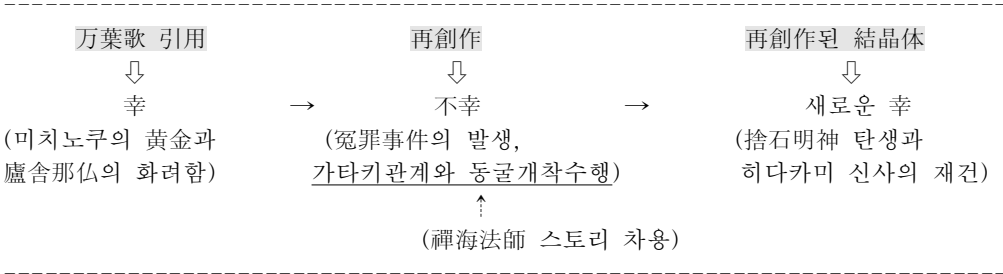 万葉歌 引用 再創作 再創作된 結晶体
⇩ ⇩ ⇩
幸 → 不幸 → 새로운 幸
(미치노쿠의 黄金과 (冤罪事件의 발생, (捨石明神 탄생과
廬舎那仏의 화려함) 가타키관계와 동굴개착수행) 히다카미 신사의 재건)
(禪海法師 스토리 차용)